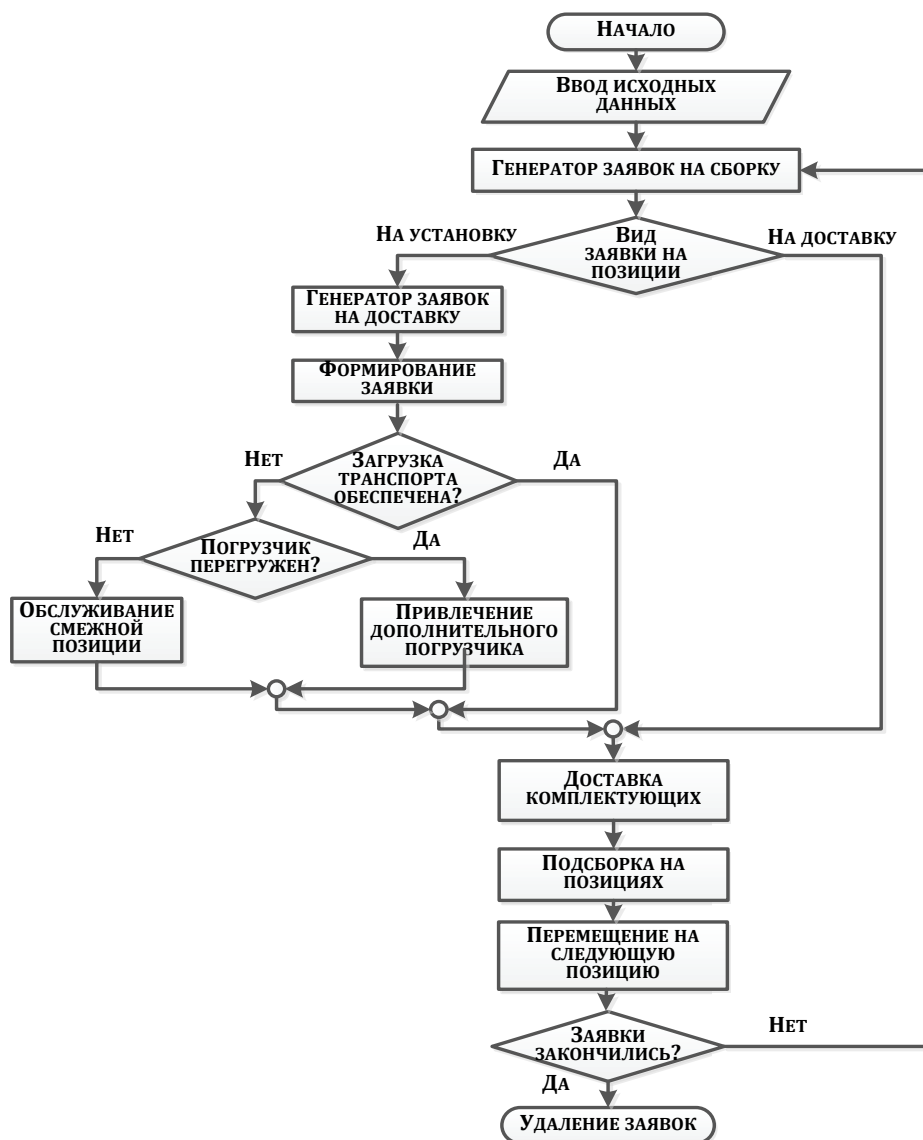 НАЧАЛО
ВВОД ИСХОДНЫХ
ДАННЫХ
ГЕНЕРАТОР ЗАЯВОК НА СБОРКУ
НА УСТАНОВКУ
ВИД
ЗАЯВКИ НА
ПОЗИЦИИ
НА ДОСТАВКУ
ГЕНЕРАТОР ЗАЯВОК
НА ДОСТАВКУ
ФОРМИРОВАНИЕ
ЗАЯВКИ
НЕТ
ЗАГРУЗКА
ТРАНСПОРТА
ОБЕСПЕЧЕНА?
ДА
НЕТ
ПОГРУЗЧИК
ПЕРЕГРУЖЕН?
ДА
ОБСЛУЖИВАНИЕ
СМЕЖНОЙ
ПОЗИЦИИ
ПРИВЛЕЧЕНИЕ
ДОПОЛНИТЕЛЬНОГО
ПОГРУЗЧИКА
ДОСТАВКА
КОМПЛЕКТУЮЩИХ
ПОДСБОРКА НА
ПОЗИЦИЯХ
ПЕРЕМЕЩЕНИЕ НА
СЛЕДУЮЩУЮ
ПОЗИЦИЮ
ЗАЯВКИ
ЗАКОНЧИЛИСЬ?
НЕТ
ДА
УДАЛЕНИЕ ЗАЯВОК